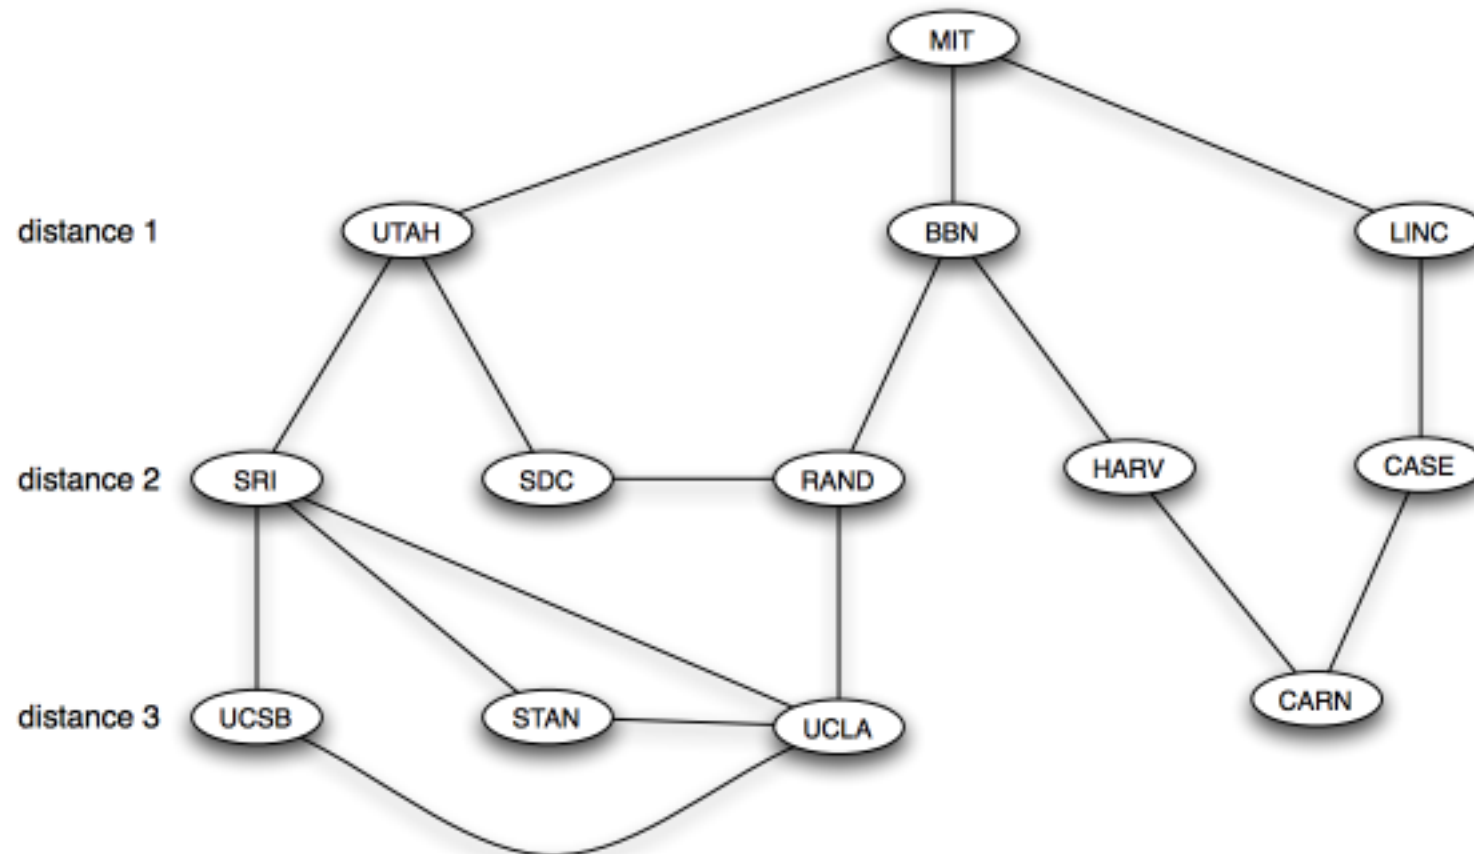 MIT
distance 1
UTAH
BBN
LINC
distance 2
SRI
SDC
RAND
HARV
CASE
distance 3
UCSB
STAN
UCLA
CARN